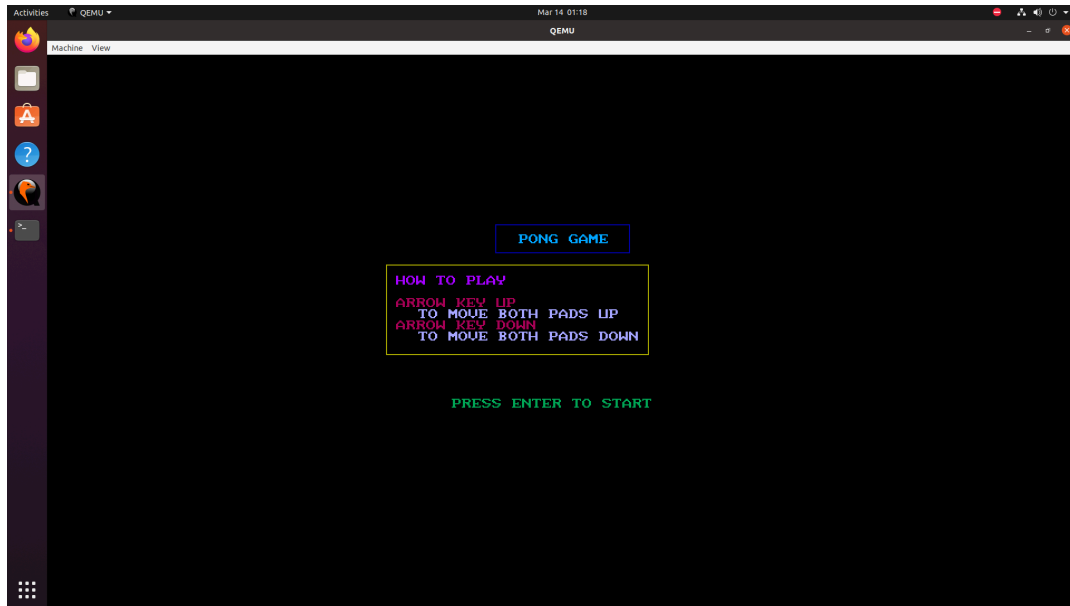 Activities QEMU Mar 14 01:18
QEMU
Machine View
PONG GAME
HOW TO PLAY
ARROW KEY UP
TO MOVE BOTH PADS UP
ARROW KEY DOWN
TO MOVE BOTH PADS DOWN
PRESS ENTER TO START